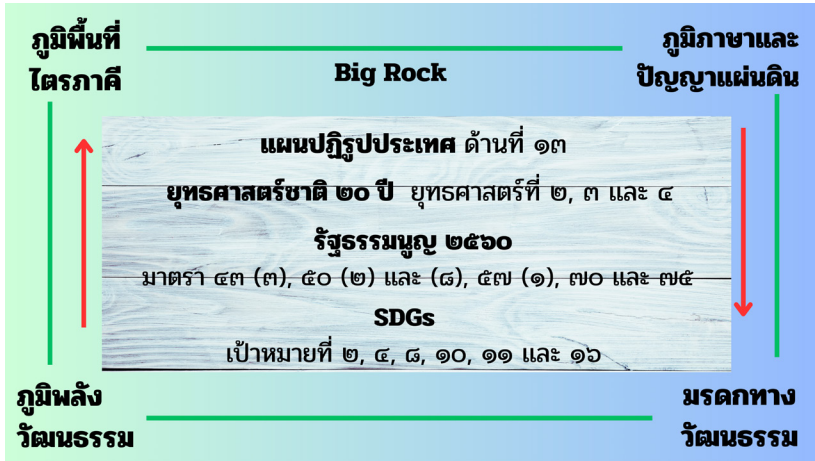 ภูมิพื้นที่
ไตรภาคี
Big Rock
ภูมิภาษาและ
ปัญญาแผ่นดิน
แผนปฏิรูปประเทศ ด้านที่ ๑๓
ยุทธศาสตร์ชาติ ๒๐ ปี ยุทธศาสตร์ที่ ๒, ๓ และ ๔
รัฐธรรมนูญ ๒๕๖๐
มาตรา ๔๓ (๓), ๕๐ (๒) และ (๘), ๕๗ (๑), ๗๐ และ ๗๕
SDGs
เป้าหมายที่ ๒, ๔, ๘, ๑๐, ๑๑ และ ๑๖
ภูมิพลัง
วัฒนธรรม
มรดกทาง
วัฒนธรรม